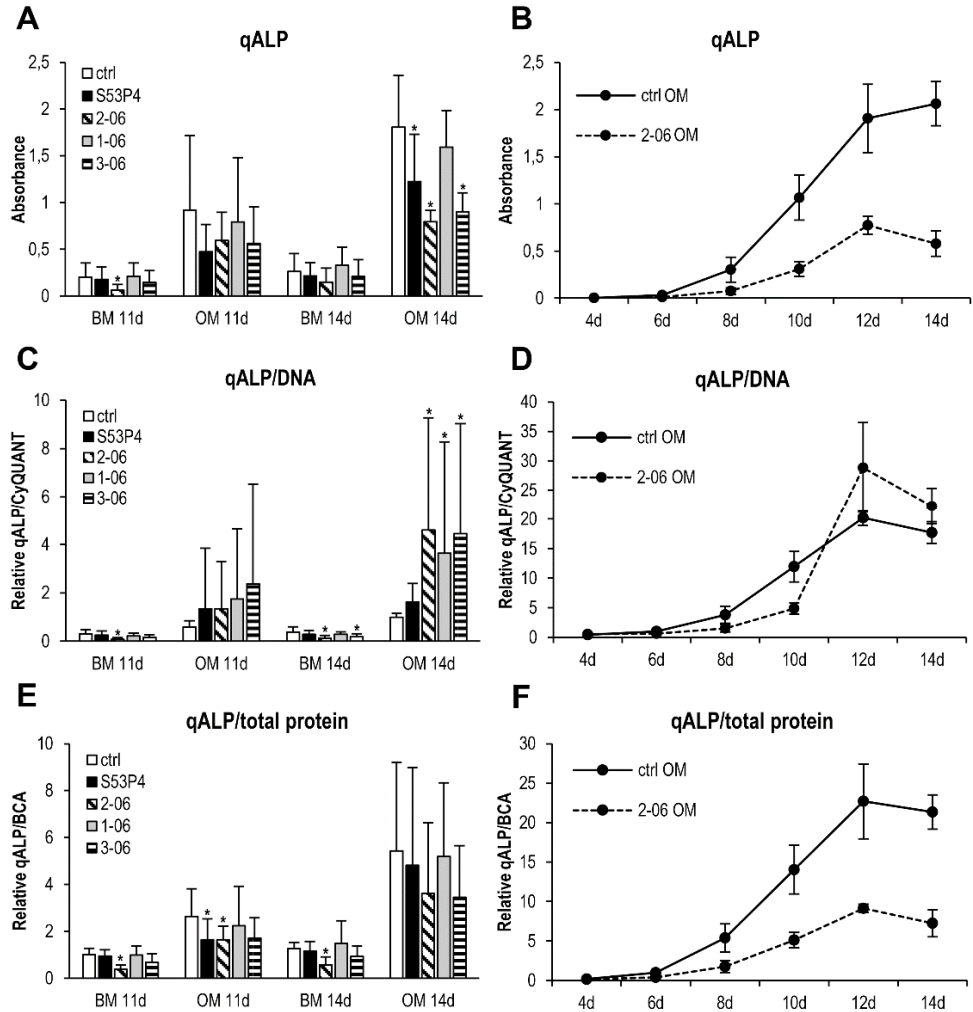 A
qALP
Absorbance
2,5
2
1,5
1
0,5
0
ctrl
S53P4
2-06
1-06
3-06
*
*
*
*
BM 11d OM 11d BM 14d OM 14d
B
qALP
Absorbance
2,5
2
1,5
1
0,5
0
ctrl OM
2-06 OM
4d 6d 8d 10d 12d 14d
C
qALP/DNA
Relative qALP/CyQUANT
10
8
6
4
2
0
ctrl
S53P4
2-06
1-06
3-06
*
*
*
*
*
*
BM 11d OM 11d BM 14d OM 14d
D
qALP/DNA
Relative qALP/CyQUANT
40
35
30
25
20
15
10
5
0
ctrl OM
2-06 OM
4d 6d 8d 10d 12d 14d
E
qALP/total protein
Relative qALP/BCA
10
8
6
4
2
0
ctrl
S53P4
2-06
1-06
3-06
*
*
*
*
BM 11d OM 11d BM 14d OM 14d
F
qALP/total protein
Relative qALP/BCA
30
25
20
15
10
5
0
ctrl OM
2-06 OM
4d 6d 8d 10d 12d 14d